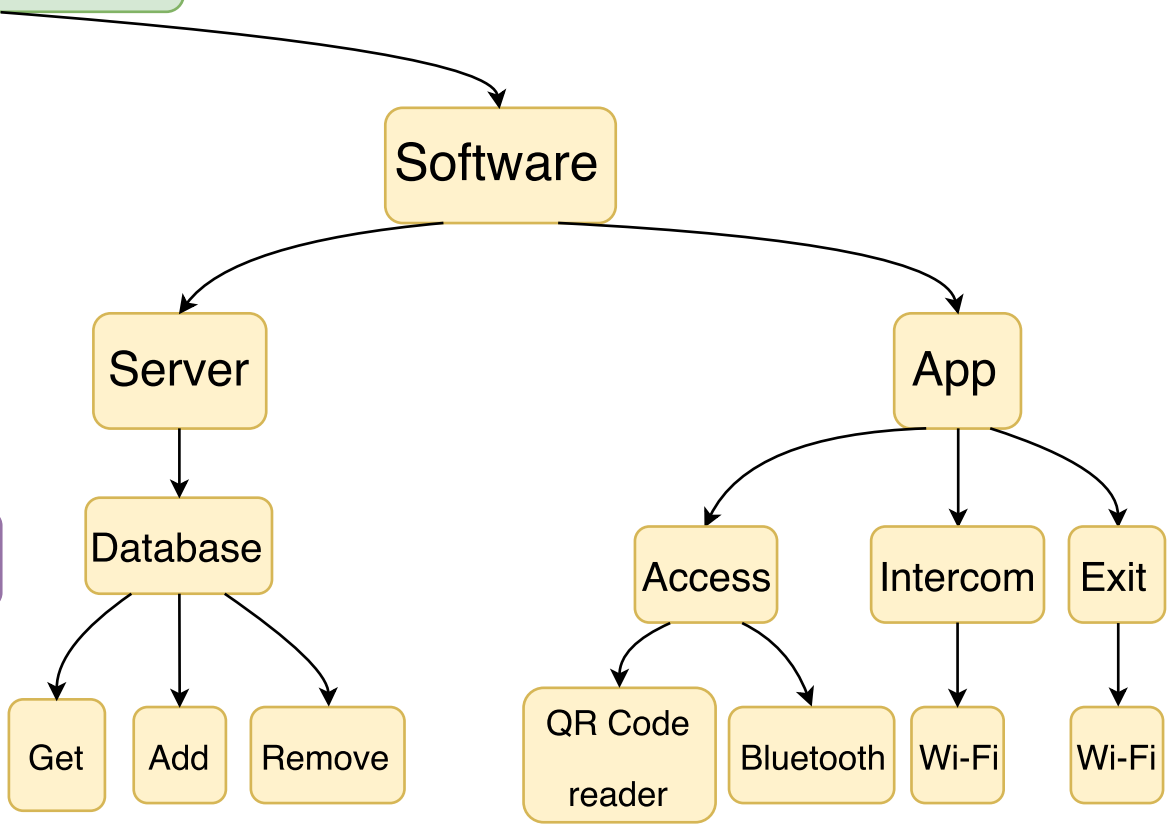 Software
Server
App
Database
Access
Intercom
Exit
Get
Add
Remove
QR Code
reader
Bluetooth
Wi-Fi
Wi-Fi